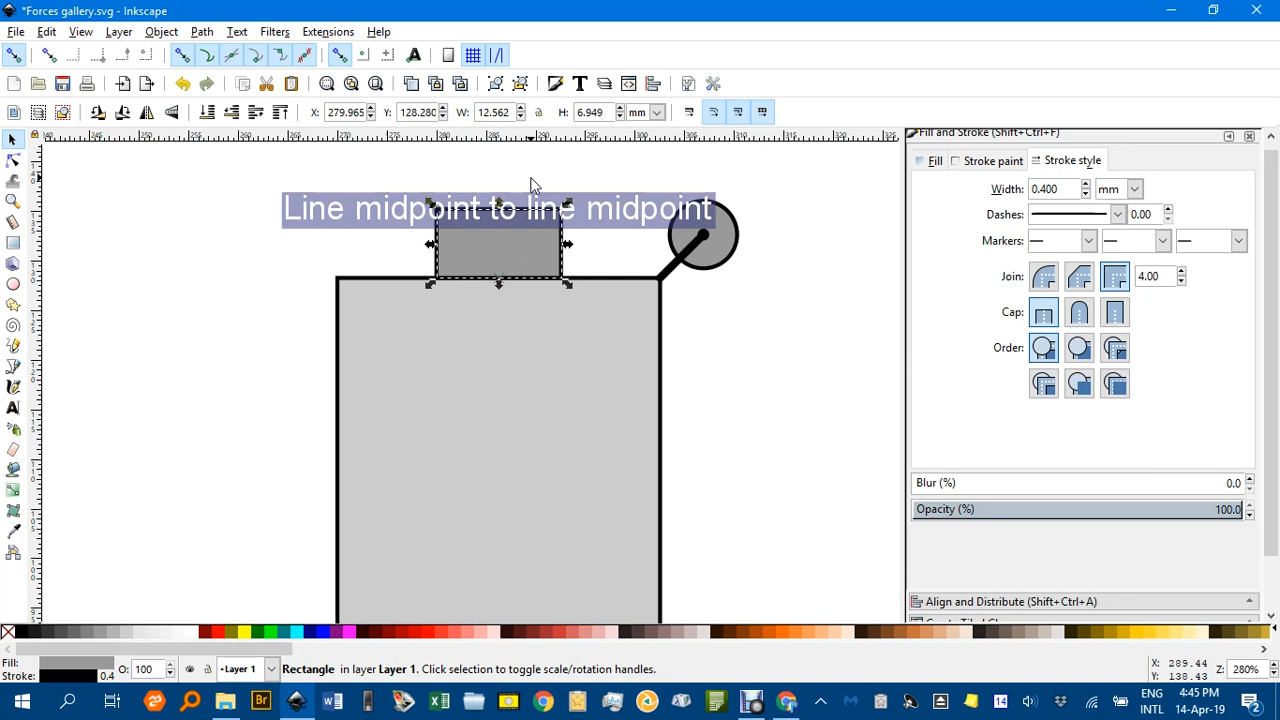 *Forces gallery.svg - Inkscape
File Edit View Layer Object Path Text Filters Extensions Help
X: 279.965 Y: 128.280 W: 12.562 H: 6.949 mm
Fill and Stroke (Shift+Ctrl+F)
Fill Stroke paint Stroke style
Width: 0.400 mm
Dashes: 0.00
Markers:
Join: 4.00
Cap:
Order:
Line midpoint to line midpoint
Blur (%) 0.0
Opacity (%) 100.0
Align and Distribute (Shift+Ctrl+A)
Fill:
Stroke: 0.4
O: 100
Layer 1
Rectangle in layer Layer 1. Click selection to toggle scale/rotation handles.
X: 289.44
Y: 138.43
Z: 280%
ENG
INTL
4:45 PM
14-Apr-19